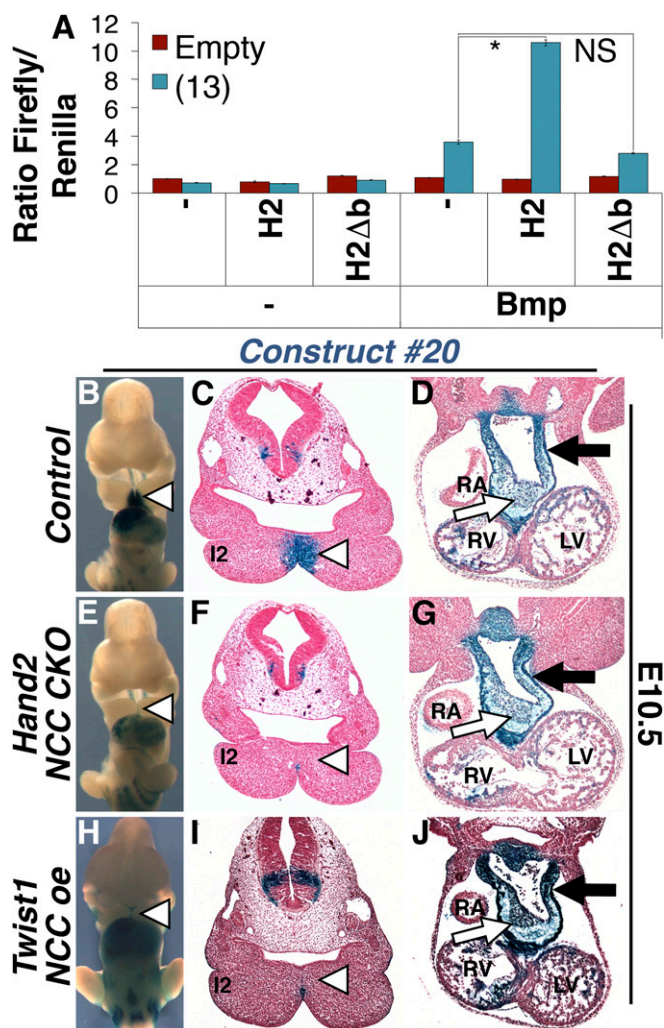 A
12
10
8
6
4
2
0
Ratio Firefly/
Renilla
Empty
(13)
*
NS
-
H2
H2Δb
-
H2
H2Δb
-
Bmp
Construct #20
Control
B
C
I2
D
RA
RV
LV
Hand2
NCC CKO
E
F
I2
G
RA
RV
LV
Twist1
NCC oe
H
I
I2
J
RA
RV
LV
E10.5